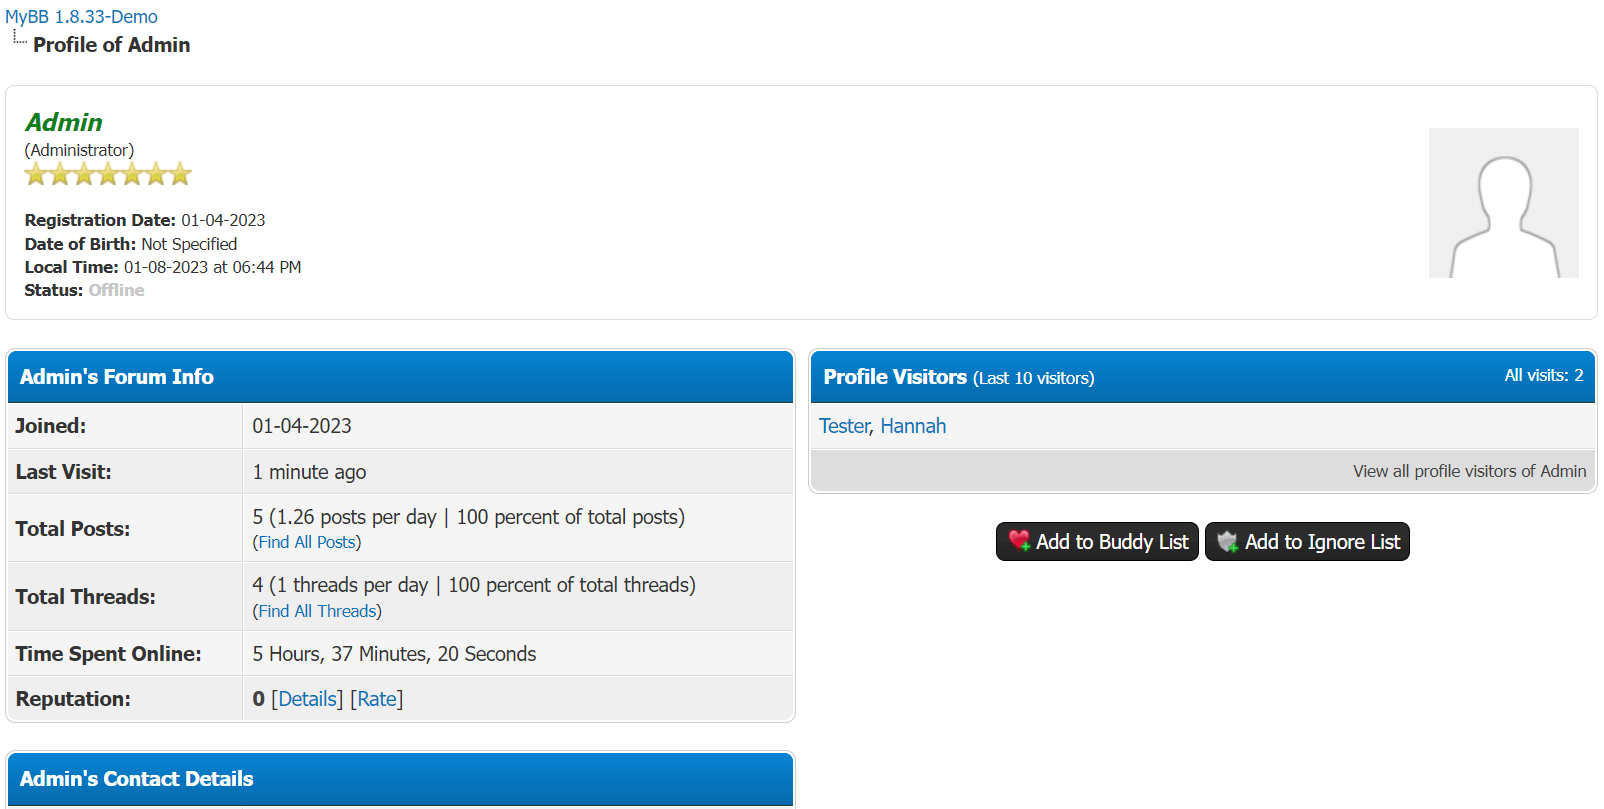 MyBB 1.8.33-Demo
Profile of Admin
Admin
(Administrator)
Registration Date: 01-04-2023
Date of Birth: Not Specified
Local Time: 01-08-2023 at 06:44 PM
Status: Offline
Admin's Forum Info
Joined: 01-04-2023
Last Visit: 1 minute ago
Total Posts: 5 (1.26 posts per day | 100 percent of total posts)
(Find All Posts)
Total Threads: 4 (1 threads per day | 100 percent of total threads)
(Find All Threads)
Time Spent Online: 5 Hours, 37 Minutes, 20 Seconds
Reputation: 0 [Details] [Rate]
Admin's Contact Details
Profile Visitors (Last 10 visitors) All visits: 2
Tester, Hannah
View all profile visitors of Admin
Add to Buddy List Add to Ignore List